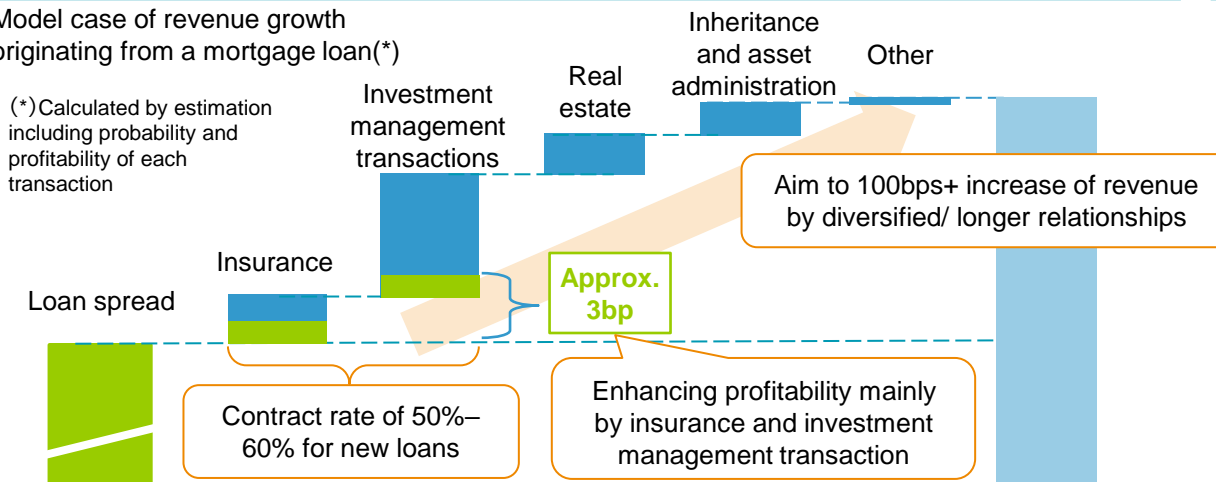 Model case of revenue growth
originating from a mortgage loan(*)
(*)Calculated by estimation
including probability and
profitability of each
transaction
Loan spread
Insurance
Investment
management
transactions
Real
estate
Inheritance
and asset
administration
Other
Aim to 100bps+ increase of revenue
by diversified/ longer relationships
Approx.
3bp
Contract rate of 50%–
60% for new loans
Enhancing profitability mainly
by insurance and investment
management transaction